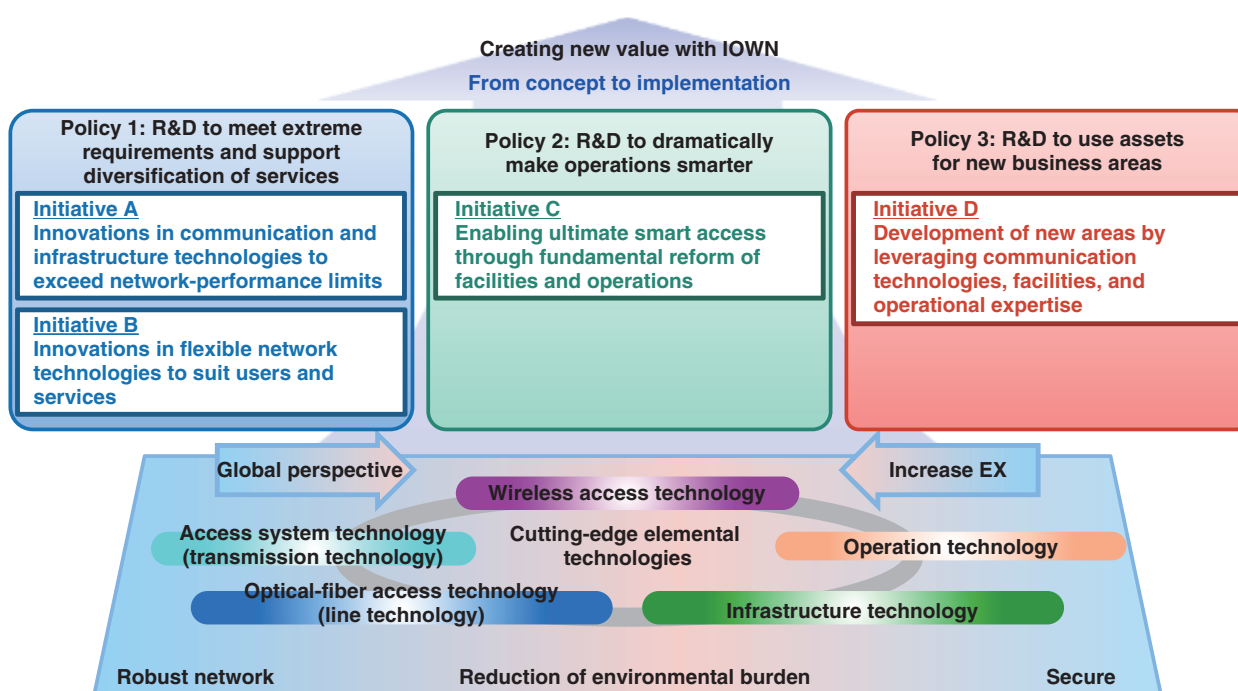 Creating new value with IOWN
From concept to implementation
Policy 1: R&D to meet extreme
requirements and support
diversification of services
Initiative A
Innovations in communication and
infrastructure technologies to
exceed network-performance limits
Initiative B
Innovations in flexible network
technologies to suit users and
services
Policy 2: R&D to dramatically
make operations smarter
Initiative C
Enabling ultimate smart access
through fundamental reform of
facilities and operations
Policy 3: R&D to use assets
for new business areas
Initiative D
Development of new areas by
leveraging communication
technologies, facilities, and
operational expertise
Global perspective
Increase EX
Wireless access technology
Access system technology
(transmission technology)
Cutting-edge elemental
technologies
Operation technology
Optical-fiber access technology
(line technology)
Infrastructure technology
Robust network
Reduction of environmental burden
Secure